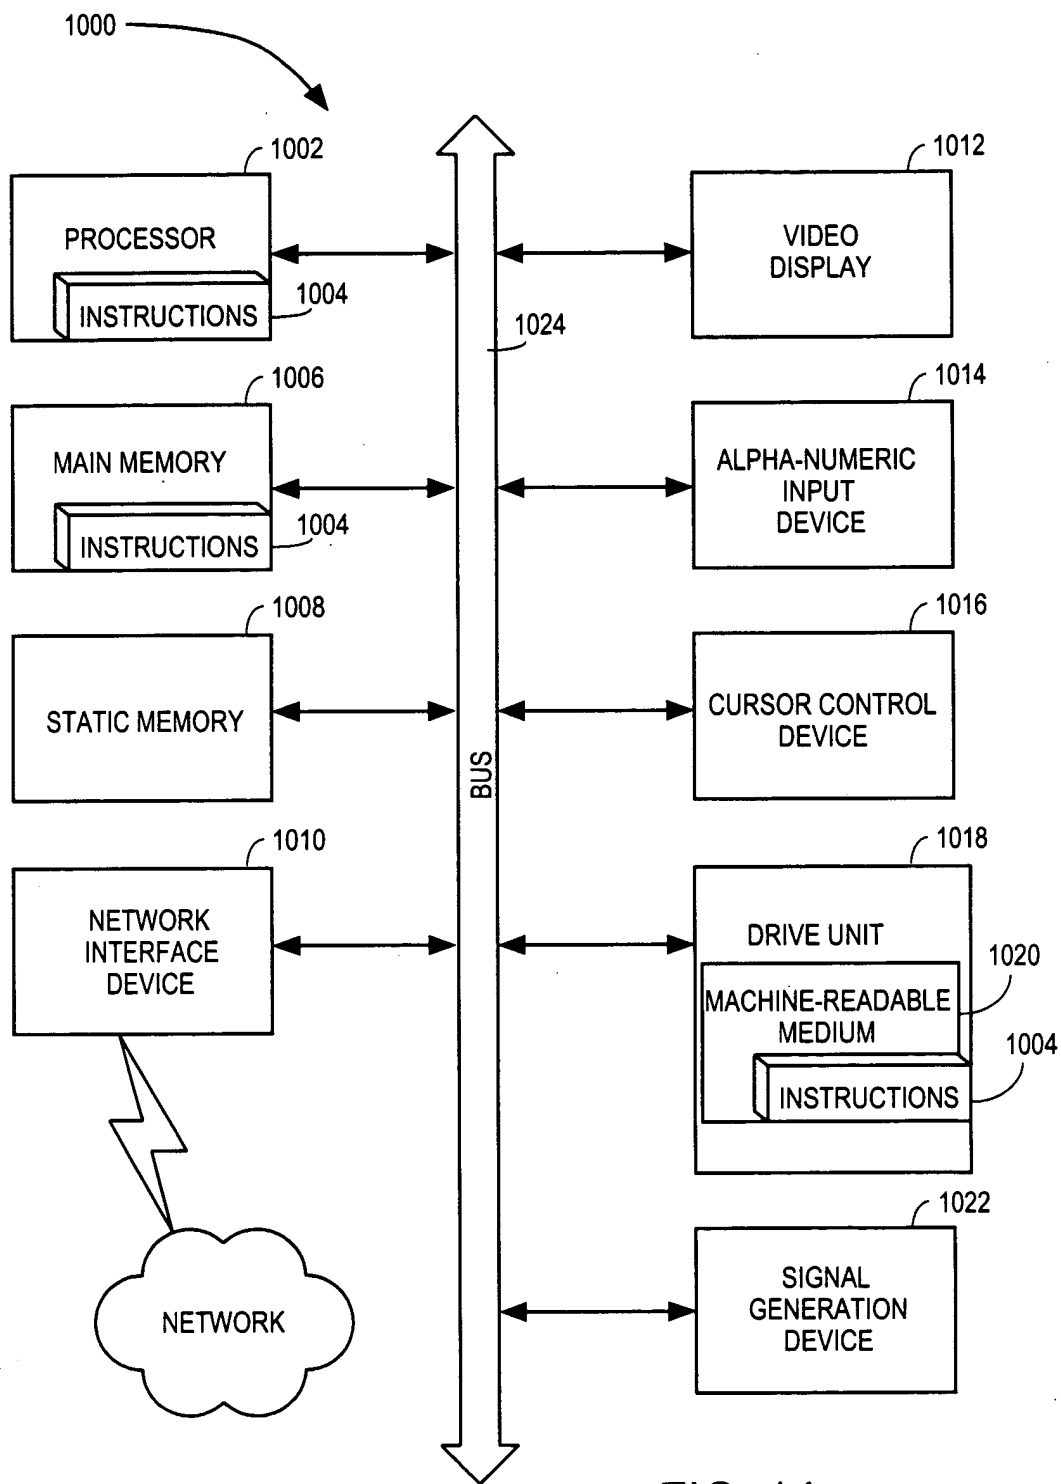 1000
1002
PROCESSOR
1004
INSTRUCTIONS
1006
MAIN MEMORY
1004
INSTRUCTIONS
1008
STATIC MEMORY
1010
NETWORK
INTERFACE
DEVICE
NETWORK
1024
BUS
1012
VIDEO
DISPLAY
1014
ALPHA-NUMERIC
INPUT
DEVICE
1016
CURSOR CONTROL
DEVICE
1018
DRIVE UNIT
1020
MACHINE-READABLE
MEDIUM
1004
INSTRUCTIONS
1022
SIGNAL
GENERATION
DEVICE